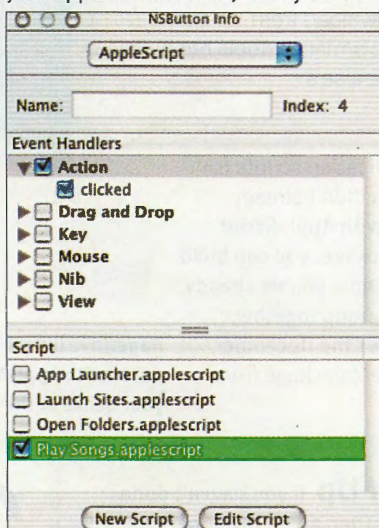 NSButton Info
AppleScript
Name: Index: 4
Event Handlers
Action
clicked
Drag and Drop
Key
Mouse
Nib
View
Script
App Launcher.applescript
Launch Sites.applescript
Open Folders.applescript
Play Songs.applescript
New Script Edit Script